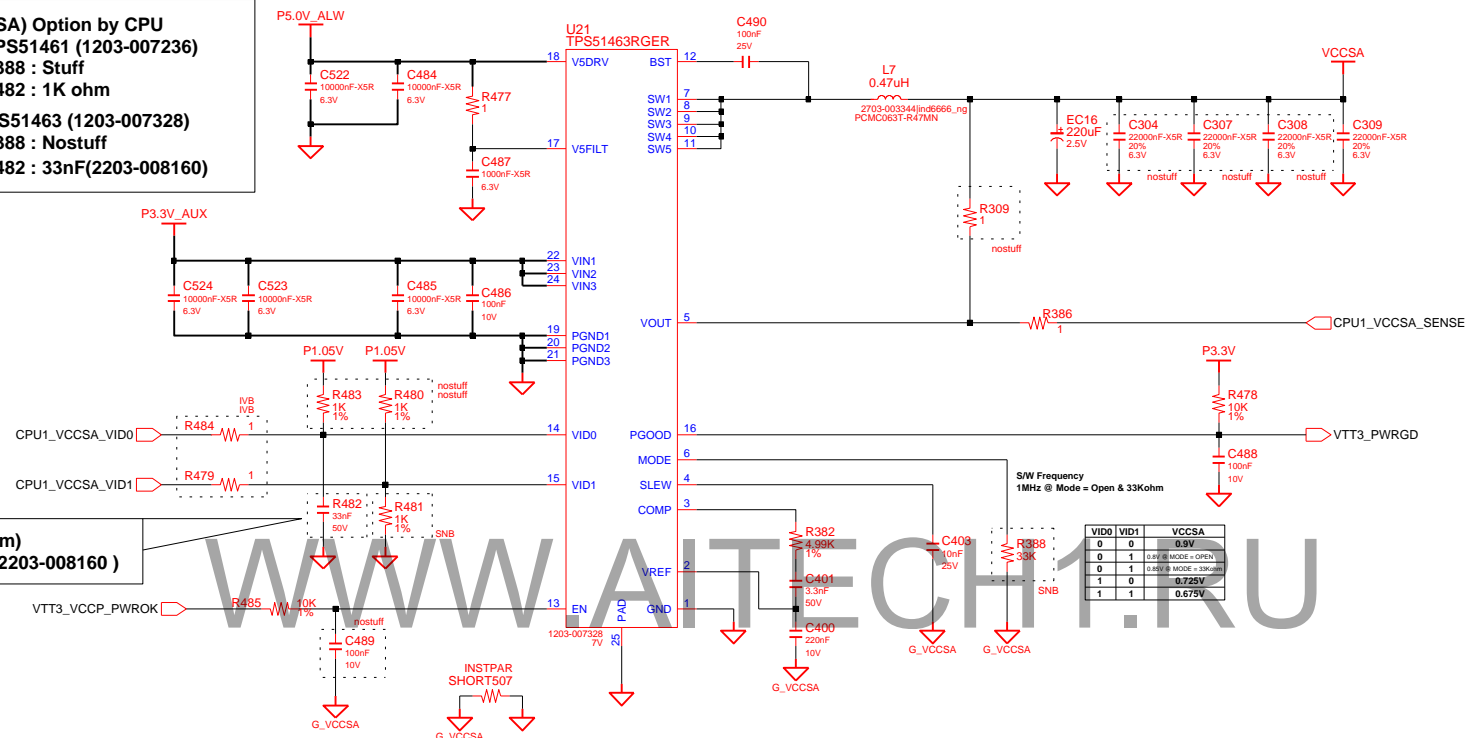 SA) Option by CPU
PS51461 (1203-007236)
388 : Stuff
482 : 1K ohm
S51463 (1203-007328)
388 : Nostuff
482 : 33nF(2203-008160)
P5.0V_ALW
C522
10000nF-X5R
6.3V
C484
10000nF-X5R
6.3V
R477
1
C487
1000nF-X5R
6.3V
U21
TPS51463RGER
18 V5DRV
17 V5FILT
22 VIN1
23 VIN2
24 VIN3
19 PGND1
20 PGND2
21 PGND3
14 VID0
15 VID1
13 EN
PAD
25
BST 12
SW1 7
SW2 8
SW3 9
SW4 10
SW5 11
VOUT 5
PGOOD 16
MODE 6
SLEW 4
COMP 3
VREF 2
GND 1
1203-007328
7V
C490
100nF
25V
L7
0.47uH
2703-003344|ind6666_ng
PCMC063T-R47MN
VCCSA
EC16
220uF
2.5V
C304
22000nF-X5R
20%
6.3V
nostuff
C307
22000nF-X5R
20%
6.3V
nostuff
C308
22000nF-X5R
20%
6.3V
nostuff
C309
22000nF-X5R
20%
6.3V
R309
1
nostuff
R386
1
CPU1_VCCSA_SENSE
P3.3V_AUX
C524
10000nF-X5R
6.3V
C523
10000nF-X5R
6.3V
C485
10000nF-X5R
6.3V
C486
100nF
10V
P1.05V
P1.05V
R483
1K
1%
R480
1K
1%
nostuff
nostuff
IVB
IVB
CPU1_VCCSA_VID0
R484 1
CPU1_VCCSA_VID1
R479 1
R482
33nF
50V
R481
1K
1%
SNB
m)
2203-008160 )
VTT3_VCCP_PWROK
R485 10K
1%
nostuff
C489
100nF
10V
G_VCCSA
INSTPAR
SHORT507
G_VCCSA
P3.3V
R478
10K
1%
VTT3_PWRGD
C488
100nF
10V
S/W Frequency
1MHz @ Mode = Open & 33Kohm
R382
4.99K
1%
C401
3.3nF
50V
C400
220nF
10V
G_VCCSA
C403
10nF
25V
G_VCCSA
R388
33K
SNB
G_VCCSA
VID0 VID1 VCCSA
0 0 0.9V
0 1 0.8V @ MODE = OPEN
0 1 0.85V @ MODE = 33Kohm
1 0 0.725V
1 1 0.675V
WWW.AITECH1.RU